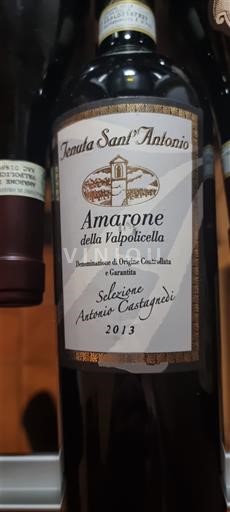 Tenuta Sant'Antonio
Amarone
della Valpolicella
Denominazione di Origine Controllata
e Garantita
Selezione
Antonio Castagnedi
2013